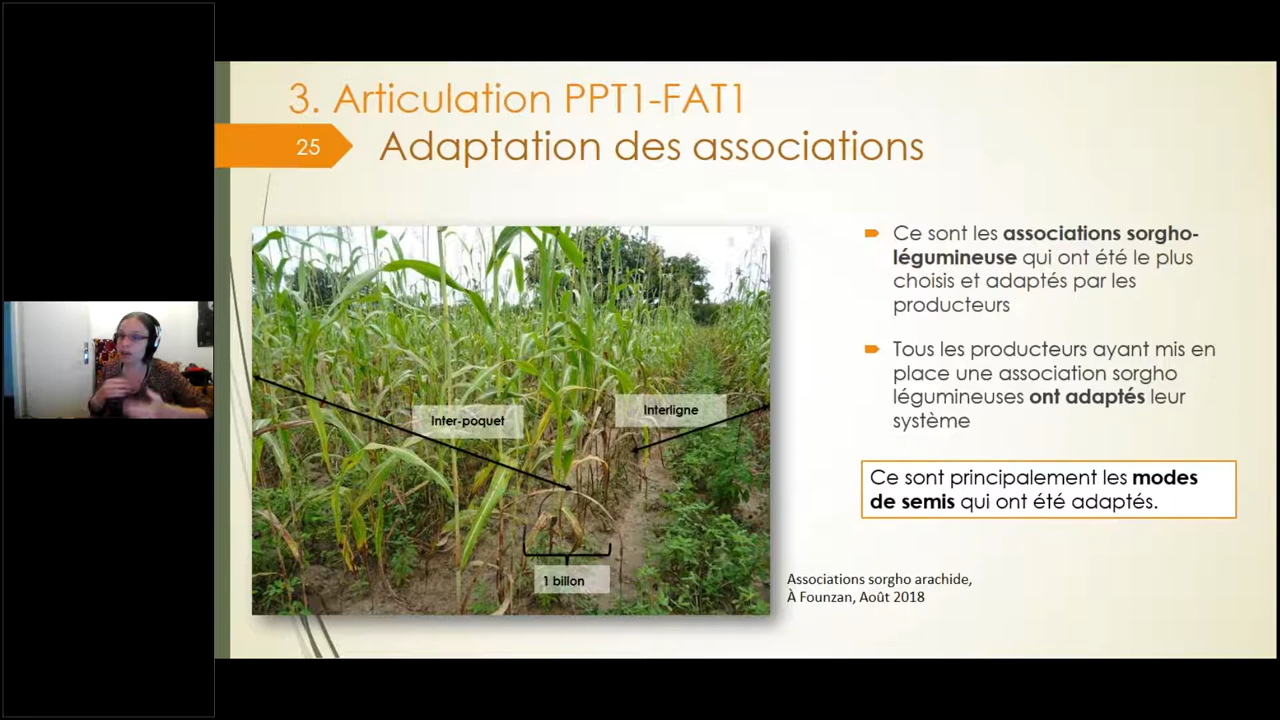 3. Articulation PPT1-FAT1
25
Adaptation des associations
Ce sont les associations sorgho-
légumineuse qui ont été le plus
choisis et adaptés par les
producteurs
Tous les producteurs ayant mis en
place une association sorgho
légumineuses ont adaptés leur
système
Ce sont principalement les modes
de semis qui ont été adaptés.
Inter-poquet
Interligne
1 billon
Associations sorgho arachide,
À Founzan, Août 2018